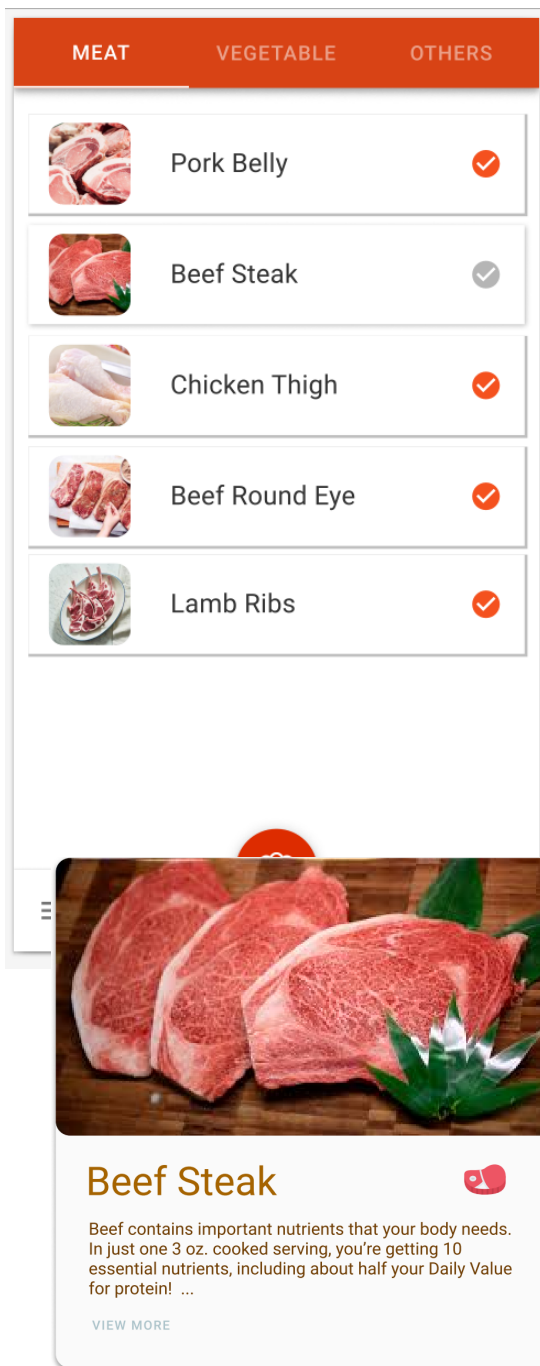 MEAT VEGETABLE OTHERS
Pork Belly
Beef Steak
Chicken Thigh
Beef Round Eye
Lamb Ribs
Beef Steak
Beef contains important nutrients that your body needs.
In just one 3 oz. cooked serving, you’re getting 10
essential nutrients, including about half your Daily Value
for protein!  ...
VIEW MORE